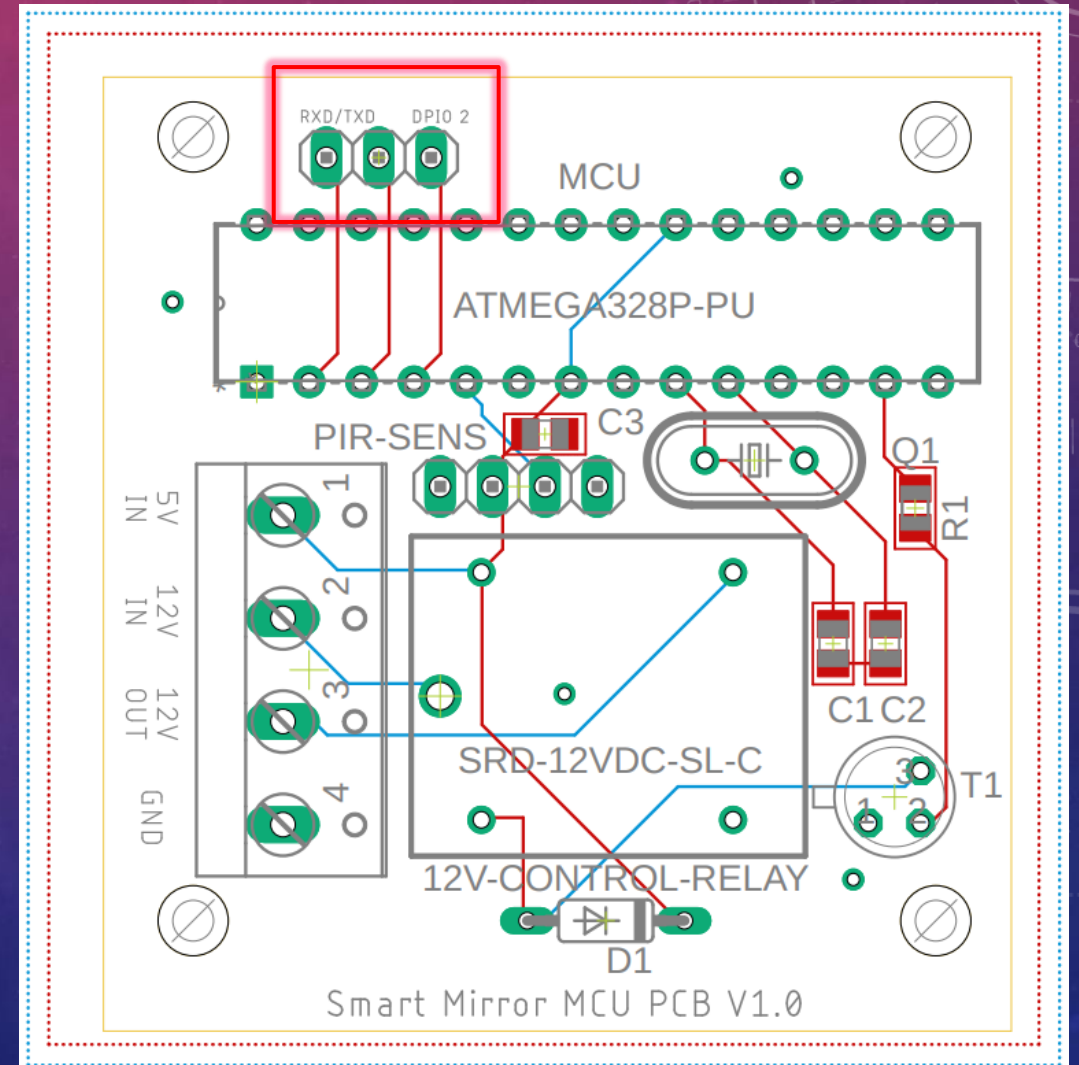 RXD/TXD DPIO 2
MCU
ATMEGA328P-PU
*
C3
PIR-SENS
Q1
R1
1
5V
IN
2
12V
IN
3
12V
OUT
4
GND
C1 C2
SRD-12VDC-SL-C
3
T1
1 2
12V-CONTROL-RELAY
D1
Smart Mirror MCU PCB V1.0